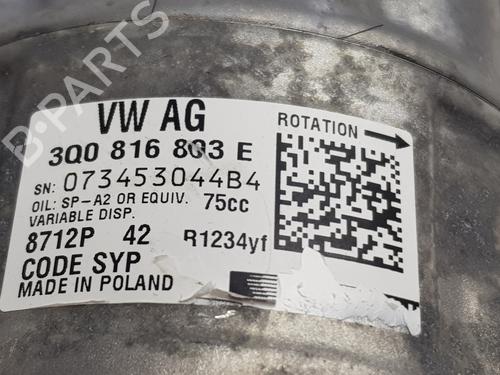 VW AG
ROTATION
3Q0 816 803 E
SN: 073453044B4
OIL: SP-A2 OR EQUIV. 75cc
VARIABLE DISP.
8712P 42 R1234yf
CODE SYP
MADE IN POLAND
B-PARTS